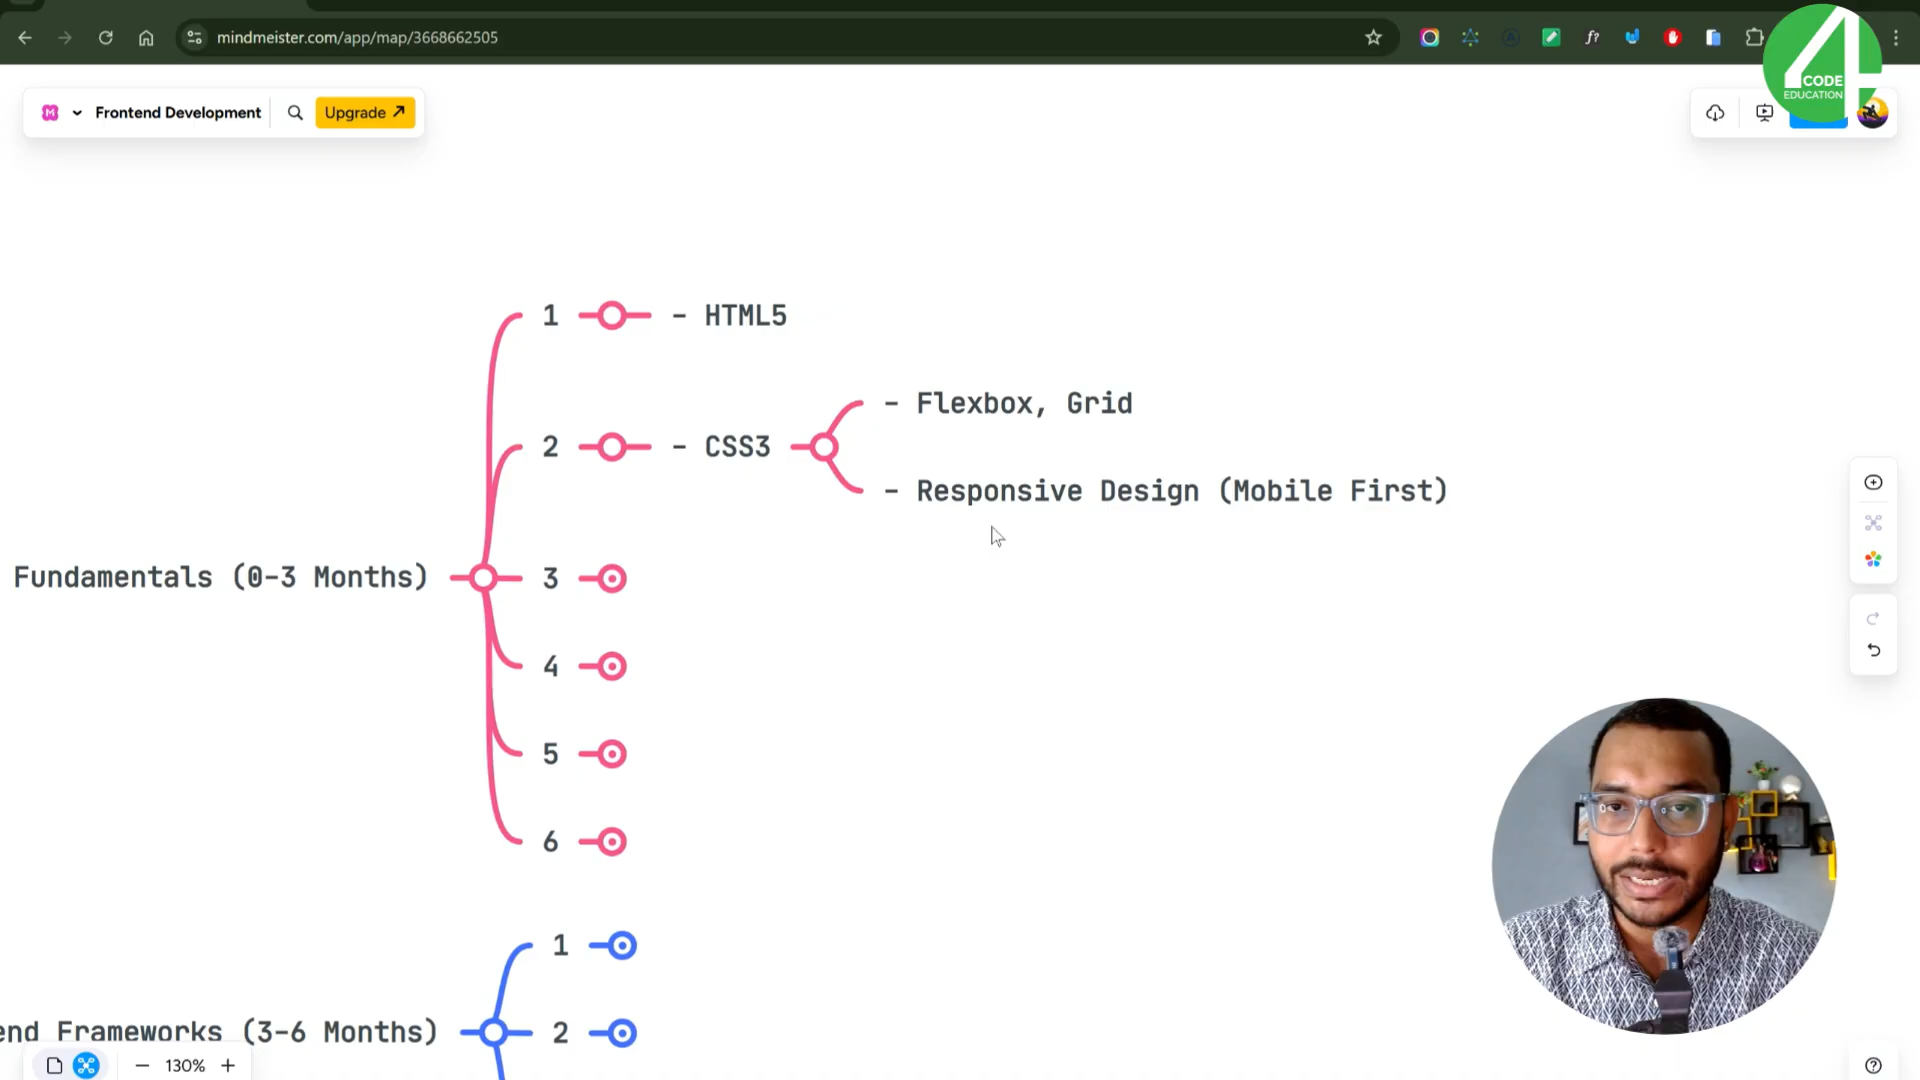 mindmeister.com/app/map/3668662505
Frontend Development
Upgrade
4
CODE
EDUCATION
1 - HTML5
- Flexbox, Grid
2 - CSS3
- Responsive Design (Mobile First)
Fundamentals (0-3 Months)
3
4
5
6
1
end Frameworks (3-6 Months)
2
130%